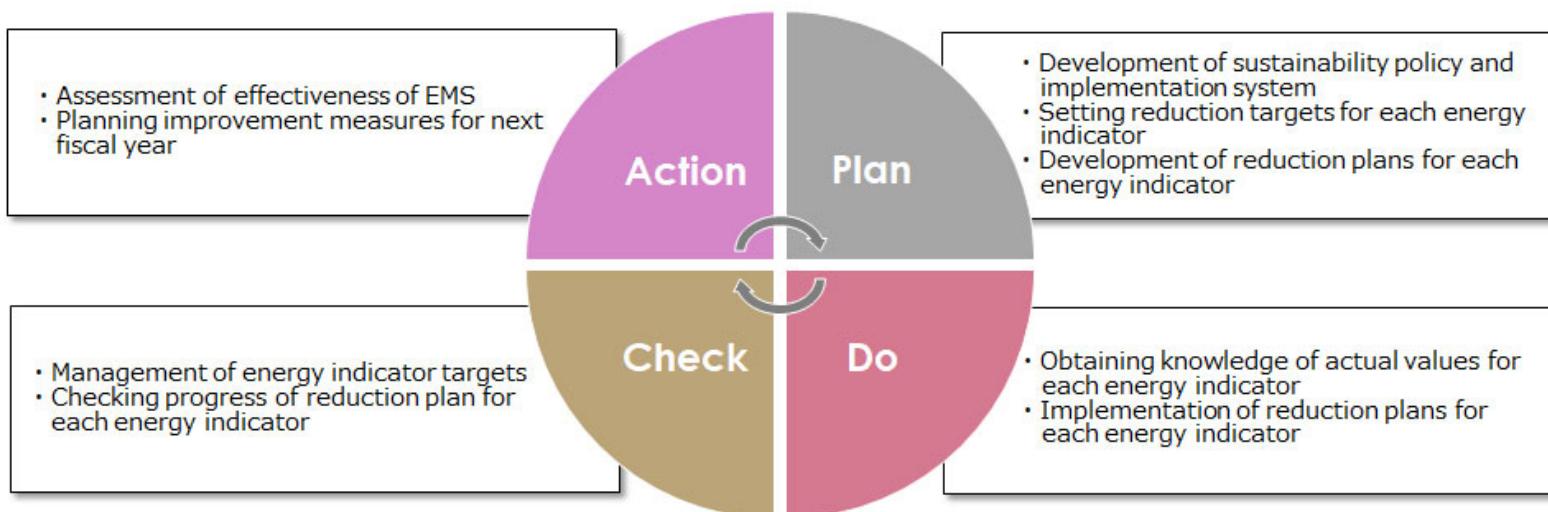 ・Assessment of effectiveness of EMS
・Planning improvement measures for next
fiscal year
Action
Plan
・Development of sustainability policy and
implementation system
・Setting reduction targets for each energy
indicator
・Development of reduction plans for each
energy indicator
・Management of energy indicator targets
・Checking progress of reduction plan for
each energy indicator
Check
Do
・Obtaining knowledge of actual values for
each energy indicator
・Implementation of reduction plans for
each energy indicator